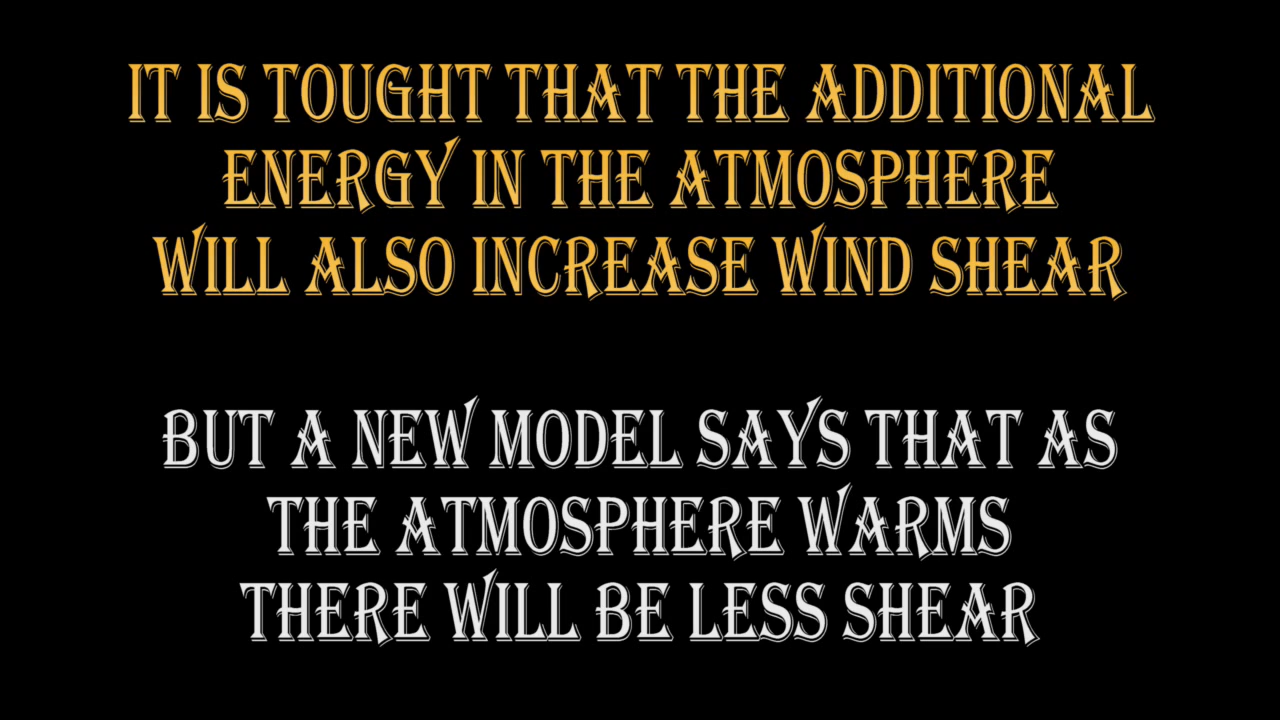 IT IS TOUGHT THAT THE ADDITIONAL
ENERGY IN THE ATMOSPHERE
WILL ALSO INCREASE WIND SHEAR
BUT A NEW MODEL SAYS THAT AS
THE ATMOSPHERE WARMS
THERE WILL BE LESS SHEAR